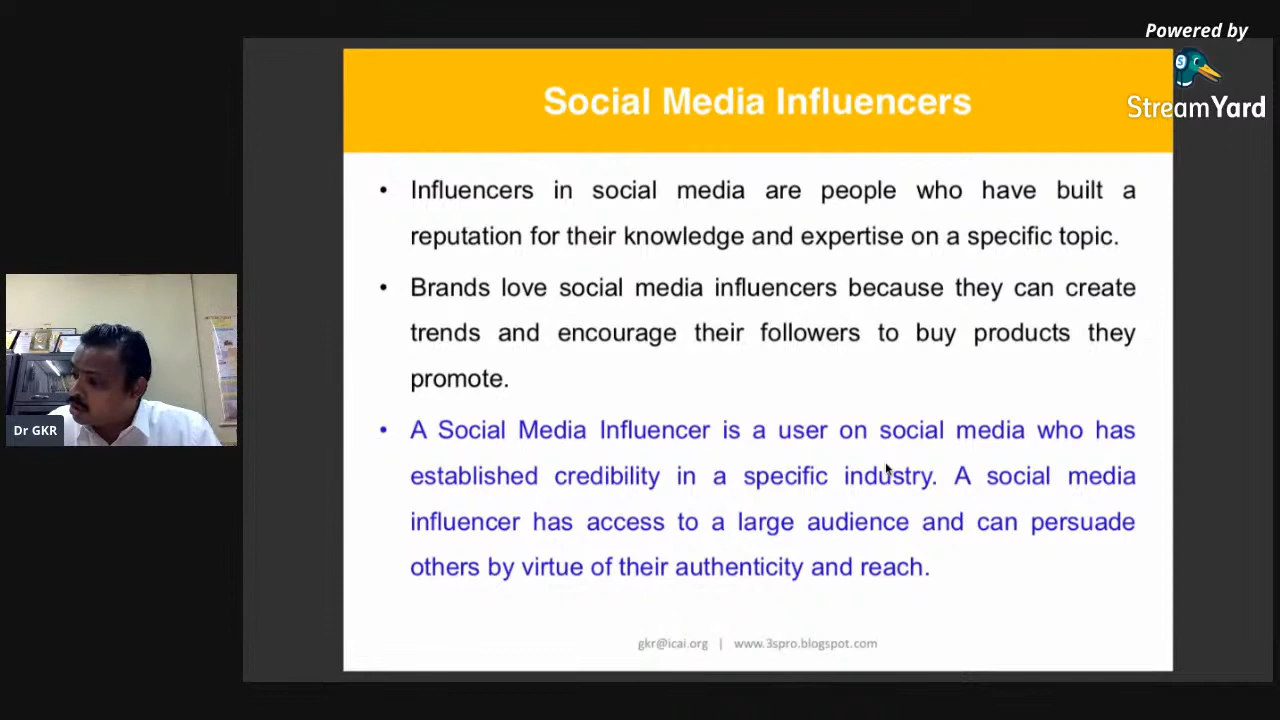 Powered by
StreamYard
Social Media Influencers
• Influencers in social media are people who have built a
reputation for their knowledge and expertise on a specific topic.
• Brands love social media influencers because they can create
trends and encourage their followers to buy products they
promote.
• A Social Media Influencer is a user on social media who has
established credibility in a specific industry. A social media
influencer has access to a large audience and can persuade
others by virtue of their authenticity and reach.
Dr GKR
gkr@icai.org | www.3spro.blogspot.com